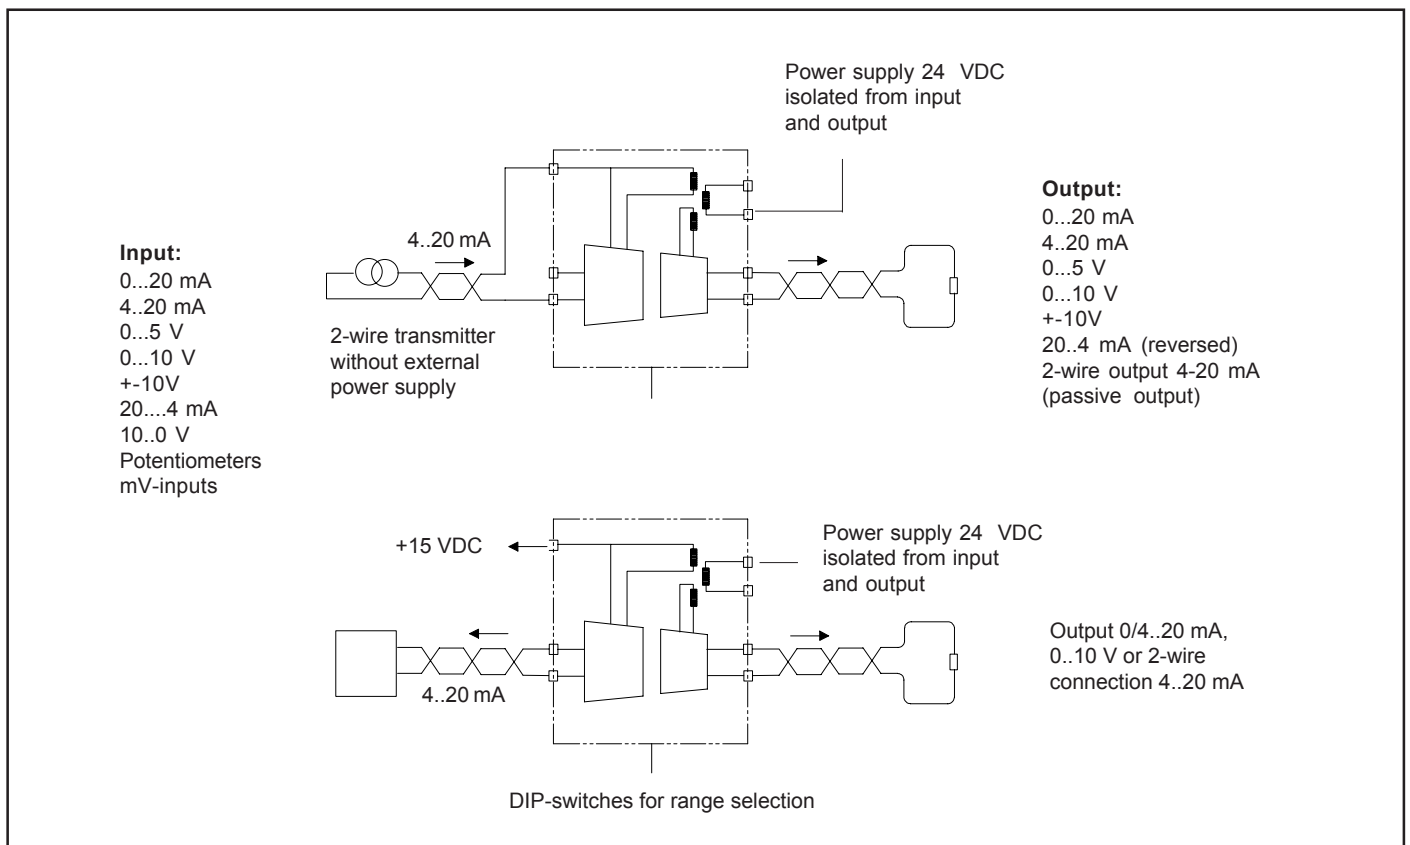 Power supply 24 VDC
isolated from input
and output
Input:
0...20 mA
4..20 mA
0...5 V
0...10 V
+-10V
20....4 mA
10..0 V
Potentiometers
mV-inputs
4..20 mA
2-wire transmitter
without external
power supply
Output:
0...20 mA
4..20 mA
0...5 V
0...10 V
+-10V
20..4 mA (reversed)
2-wire output 4-20 mA
(passive output)
+15 VDC
Power supply 24 VDC
isolated from input
and output
4..20 mA
Output 0/4..20 mA,
0..10 V or 2-wire
connection 4..20 mA
DIP-switches for range selection